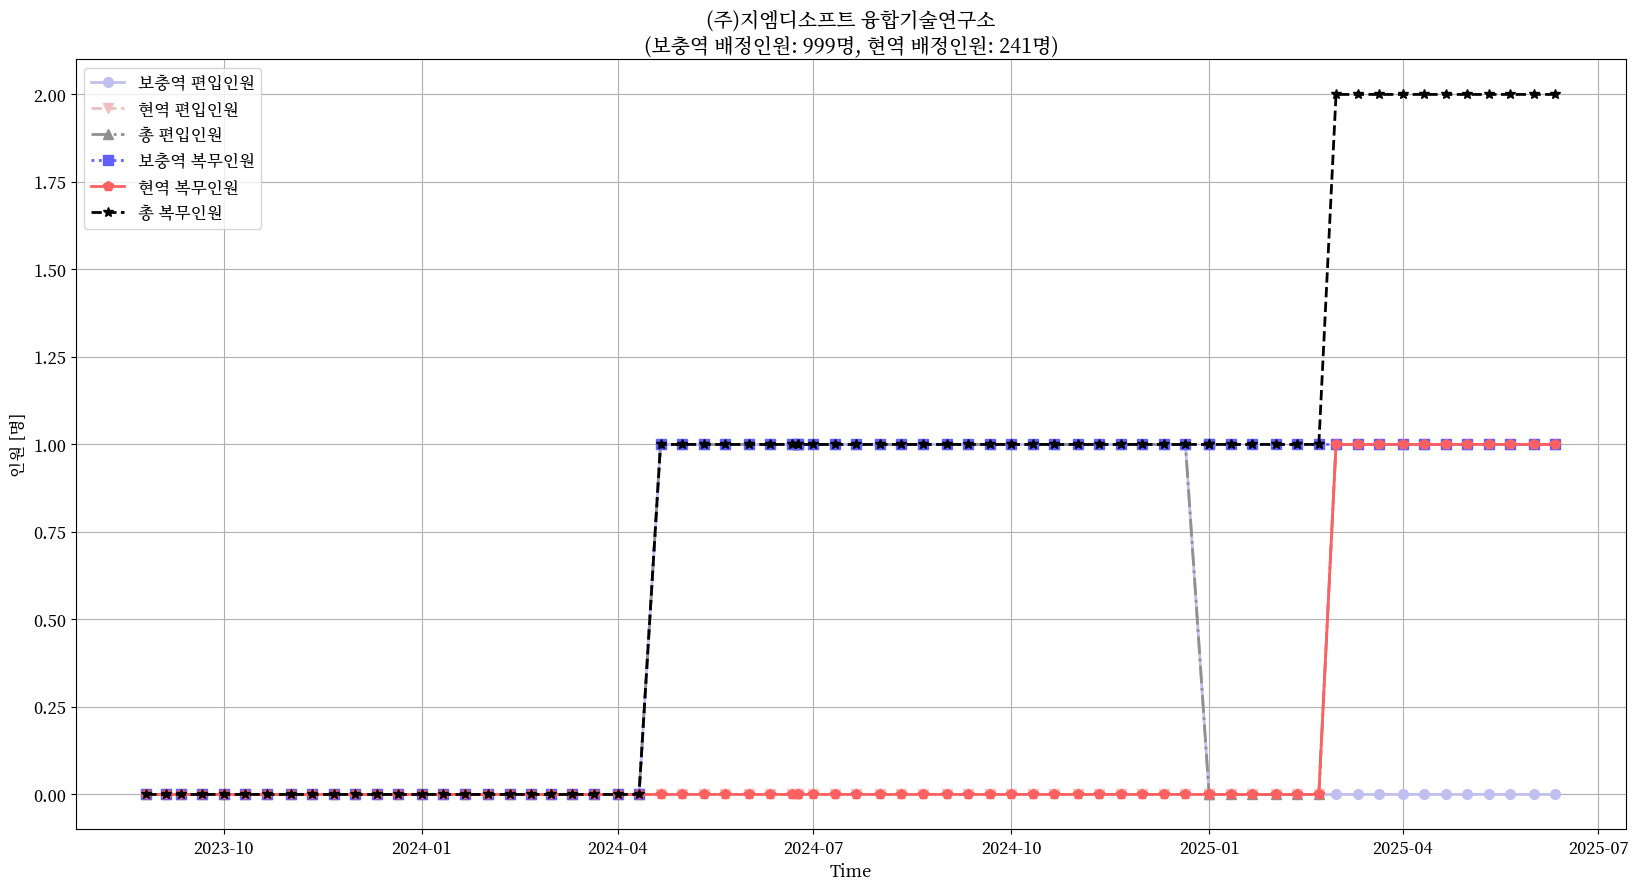 (주)지엠디소프트 융합기술연구소
(보충역 배정인원: 999명, 현역 배정인원: 241명)
보충역 편입인원
현역 편입인원
총 편입인원
보충역 복무인원
현역 복무인원
총 복무인원
2.00
1.75
1.50
1.25
1.00
0.75
0.50
0.25
0.00
인원 [명]
2023-10
2024-01
2024-04
2024-07
2024-10
2025-01
2025-04
2025-07
Time